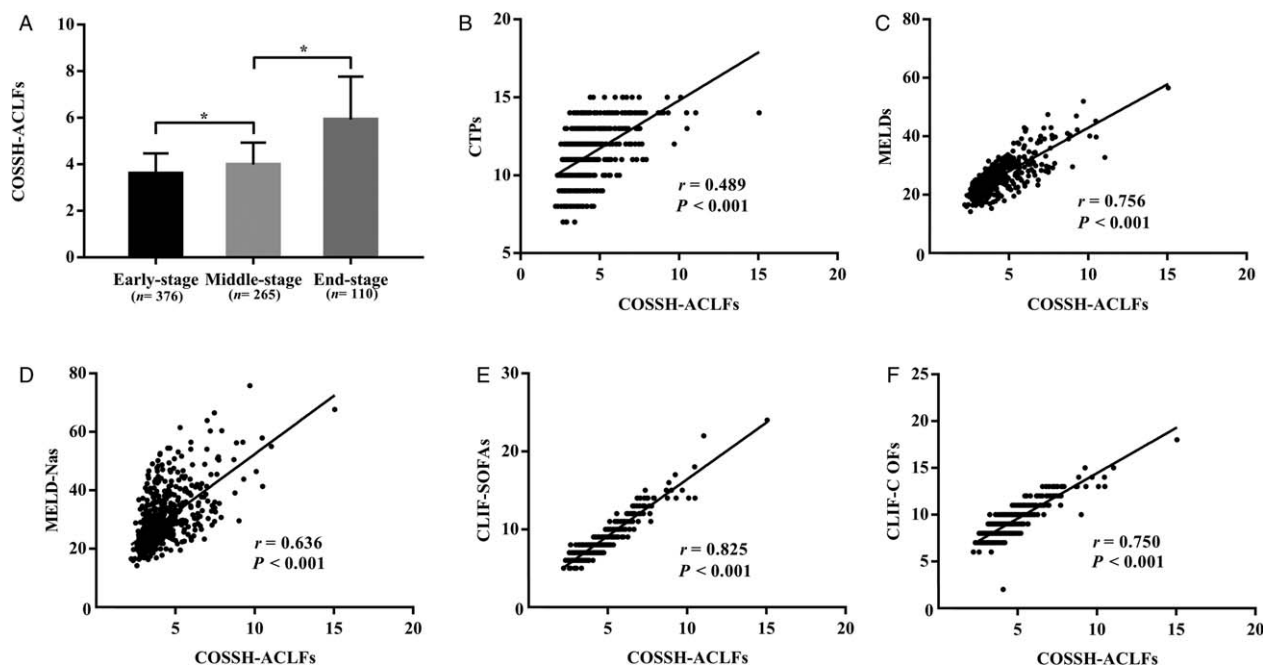 A
COSSH-ACLFs
10
8
6
4
2
0
*
*
Early-stage
(n= 376)
Middle-stage
(n= 265)
End-stage
(n= 110)
B
CTPs
20
15
10
5
r = 0.489
P < 0.001
5
10
15
20
COSSH-ACLFs
C
MELDs
80
60
40
20
0
r = 0.756
P < 0.001
5
10
15
20
COSSH-ACLFs
D
MELD-Nas
80
60
40
20
0
r = 0.636
P < 0.001
5
10
15
20
COSSH-ACLFs
E
CLIF-SOFAs
30
20
10
0
r = 0.825
P < 0.001
5
10
15
20
COSSH-ACLFs
F
CLIF-C OFs
25
20
15
10
5
0
r = 0.750
P < 0.001
5
10
15
20
COSSH-ACLFs